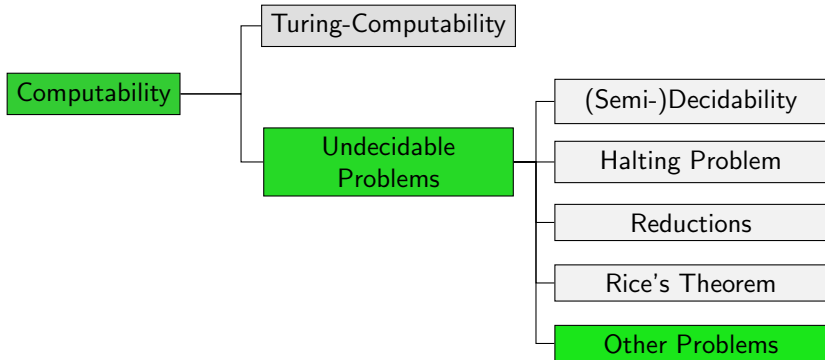 Turing-Computability
Computability
Undecidable
Problems
(Semi-)Decidability
Halting Problem
Reductions
Rice's Theorem
Other Problems